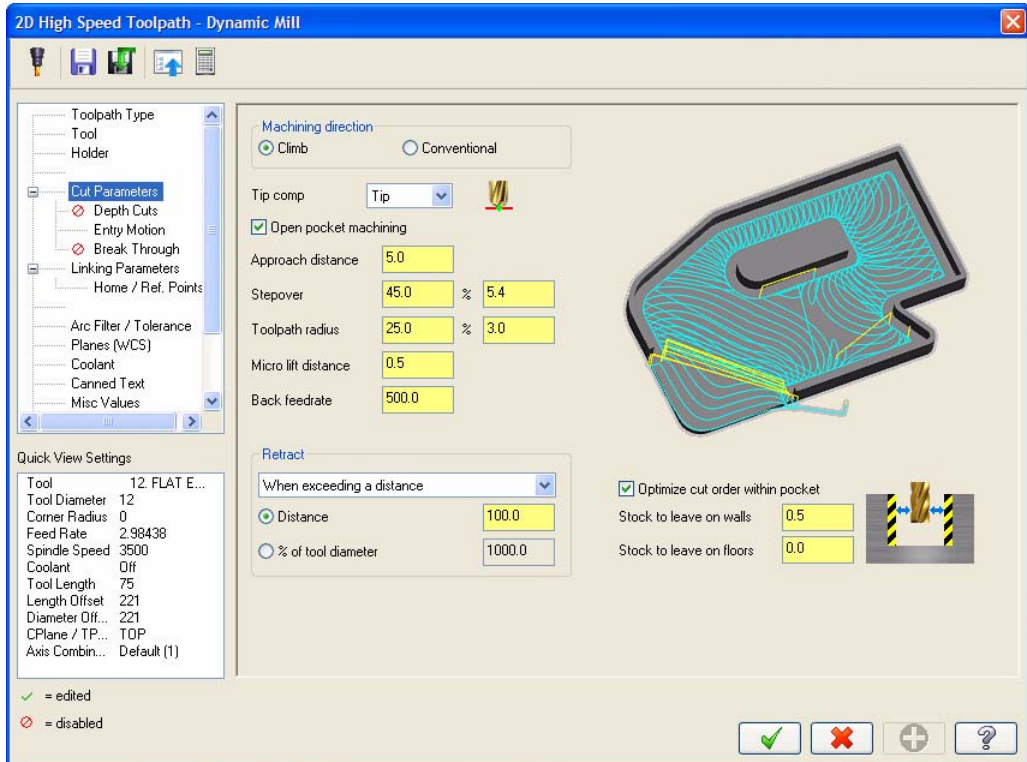 2D High Speed Toolpath - Dynamic Mill
Toolpath Type
Tool
Holder
Cut Parameters
Depth Cuts
Entry Motion
Break Through
Linking Parameters
Home / Ref. Points
Arc Filter / Tolerance
Planes (WCS)
Coolant
Canned Text
Misc Values
Quick View Settings
Tool 12. FLAT E...
Tool Diameter 12
Corner Radius 0
Feed Rate 2.98438
Spindle Speed 3500
Coolant Off
Tool Length 75
Length Offset 221
Diameter Off... 221
CPlane / TP... TOP
Axis Combin... Default (1)
✓ = edited
= disabled
Machining direction
Climb Conventional
Tip comp Tip
Open pocket machining
Approach distance 5.0
Stepover 45.0 % 5.4
Toolpath radius 25.0 % 3.0
Micro lift distance 0.5
Back feedrate 500.0
Retract
When exceeding a distance
Distance 100.0
% of tool diameter 1000.0
Optimize cut order within pocket
Stock to leave on walls 0.5
Stock to leave on floors 0.0